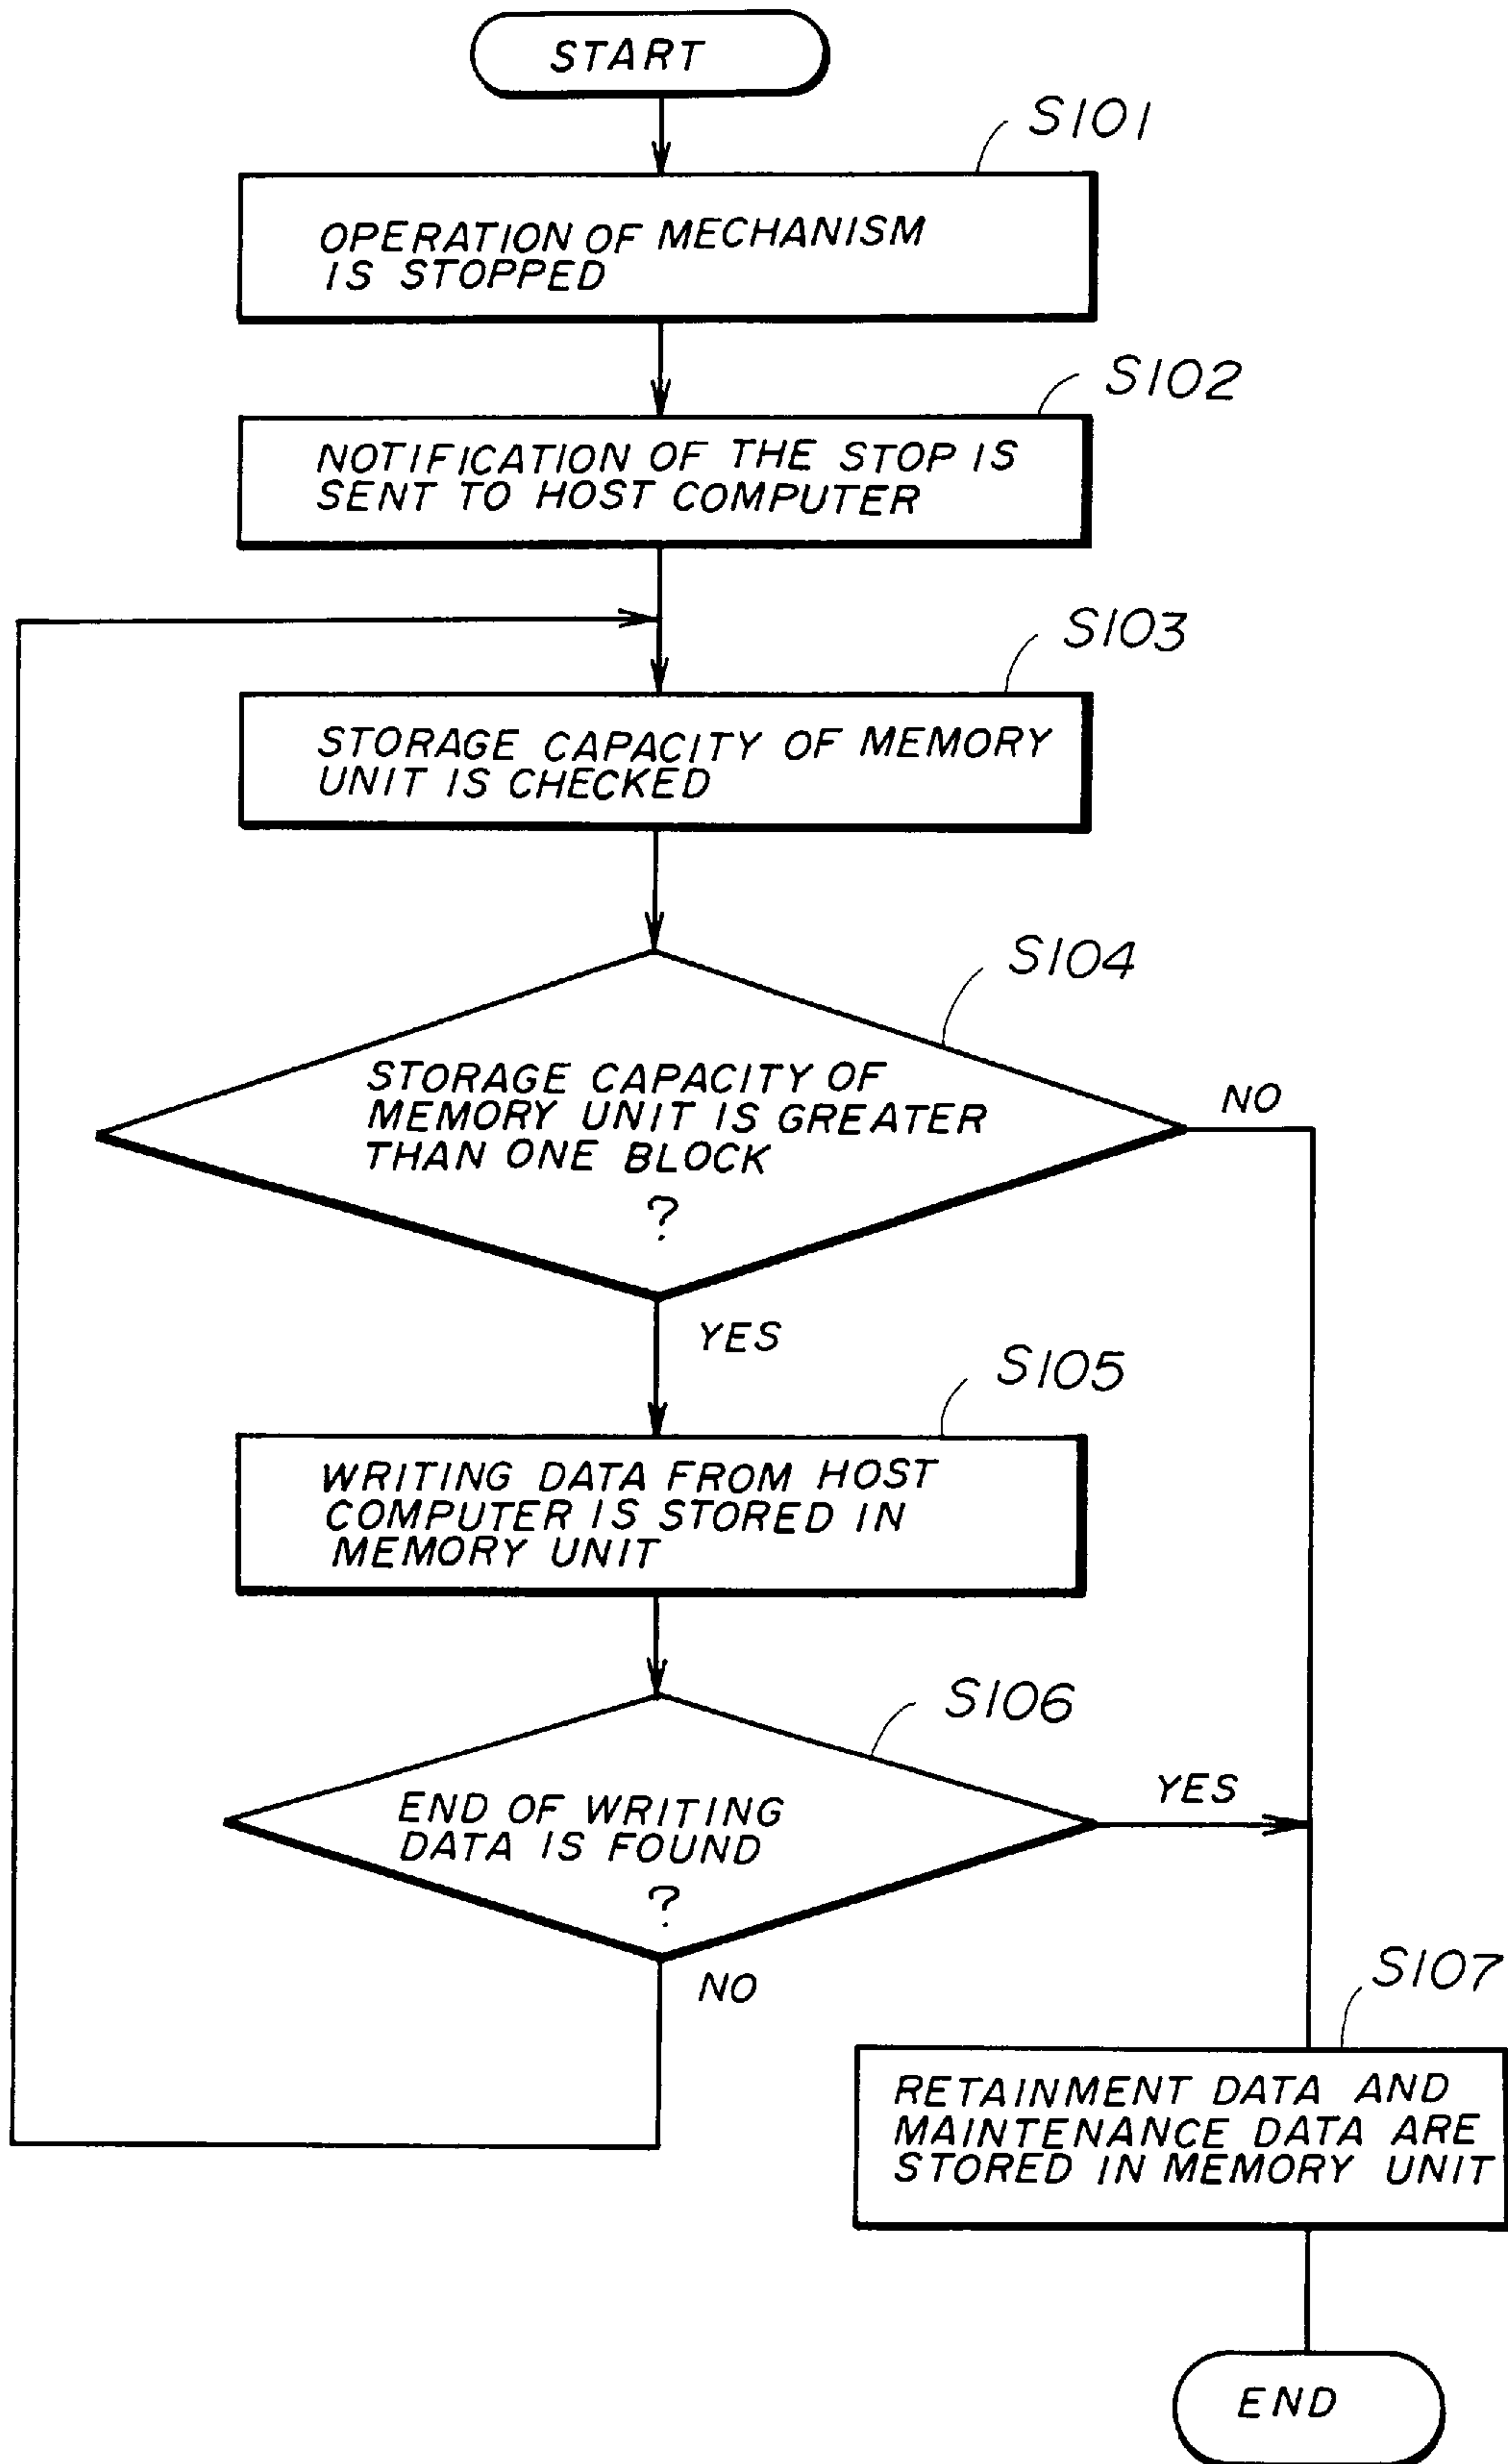 START
S101
OPERATION OF MECHANISM
IS STOPPED
S102
NOTIFICATION OF THE STOP IS
SENT TO HOST COMPUTER
S103
STORAGE CAPACITY OF MEMORY
UNIT IS CHECKED
S104
STORAGE CAPACITY OF
MEMORY UNIT IS GREATER
THAN ONE BLOCK
?
NO
YES
S105
WRITING DATA FROM HOST
COMPUTER IS STORED IN
MEMORY UNIT
S106
END OF WRITING
DATA IS FOUND
?
YES
NO
S107
RETAINMENT DATA AND
MAINTENANCE DATA ARE
STORED IN MEMORY UNIT
END